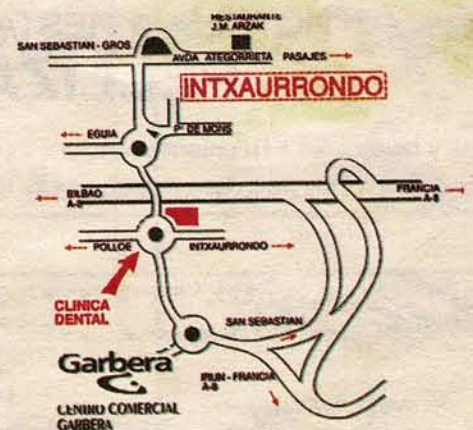 RESTAURANTE
J.M. ARZAK
SAN SEBASTIAN - GROS
AVDA ATEGORRIETA PASAJES
INTXAURRONDO
EGUIA
Pº DE MONS
BILBAO
A-8
FRANCIA
A-8
POLLOE
INTXAURRONDO
CLINICA
DENTAL
SAN SEBASTIAN
Garbera
IRUN - FRANCIA
A-8
CENTRO COMERCIAL
GARBERA